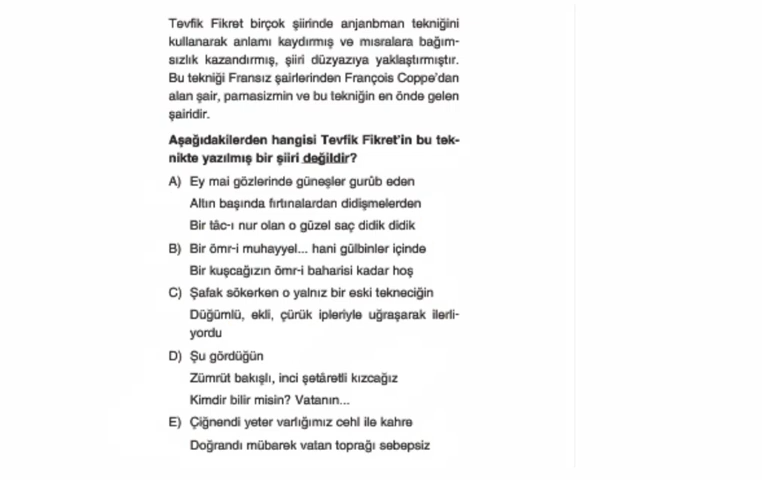 Tevfik Fikret birçok şiirinde anjanbman tekniğini
kullanarak anlamı kaydırmış ve mısralara bağım-
sızlık kazandırmış, şiiri düzyazıya yaklaştırmıştır.
Bu tekniği Fransız şairlerinden François Coppe'dan
alan şair, parnasizmin ve bu tekniğin en önde gelen
şairidir.
Aşağıdakilerden hangisi Tevfik Fikret'in bu tek-
nikte yazılmış bir şiiri değildir?
A) Ey mai gözlerinde güneşler gurûb eden
Altın başında fırtınalardan didişmelerden
Bir tâc-ı nur olan o güzel saç didik didik
B) Bir ömr-i muhayyel... hani gülbinler içinde
Bir kuşcağızın ömr-i baharisi kadar hoş
C) Şafak sökerken o yalnız bir eski tekneciğin
Düğümlü, ekli, çürük ipleriyle uğraşarak ilerli-
yordu
D) Şu gördüğün
Zümrüt bakışlı, inci şetâretli kızcağız
Kimdir bilir misin? Vatanın...
E) Çiğnendi yeter varlığımız cehl ile kahre
Doğrandı mübarek vatan toprağı sebepsiz